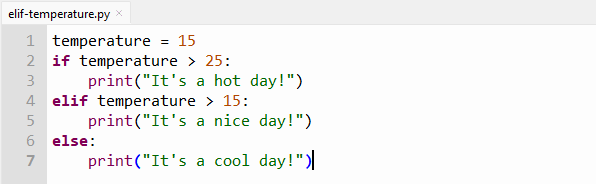 elif-temperature.py ×
1 temperature = 15
2 if temperature > 25:
3     print("It's a hot day!")
4 elif temperature > 15:
5     print("It's a nice day!")
6 else:
7     print("It's a cool day!")